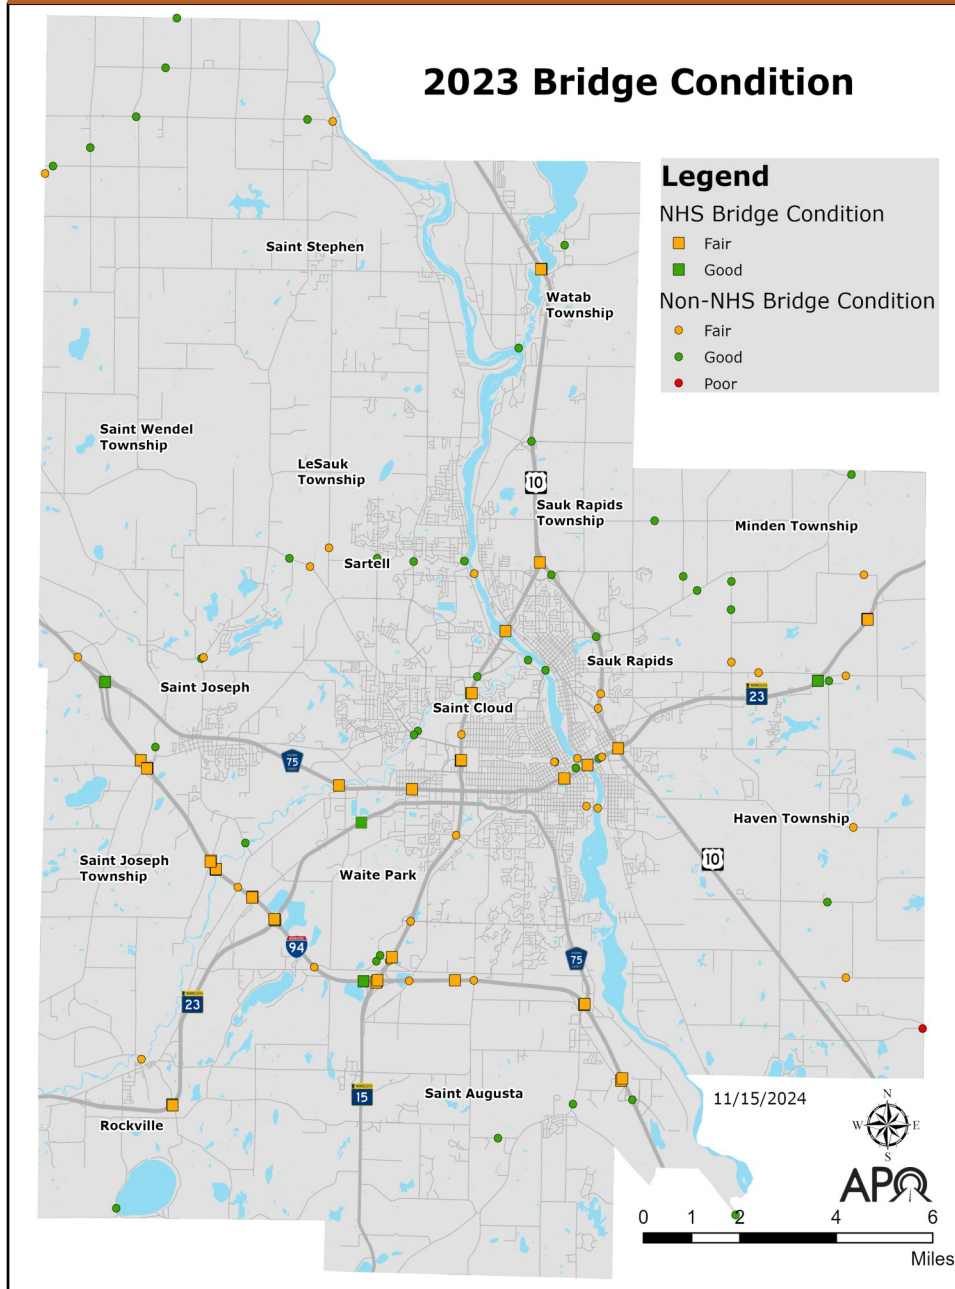 2023 Bridge Condition
Legend
NHS Bridge Condition
Fair
Good
Non-NHS Bridge Condition
Fair
Good
Poor
Saint Stephen
Watab
Township
Saint Wendel
Township
LeSauk
Township
10
Sauk Rapids
Township
Minden Township
Sartell
Sauk Rapids
Saint Joseph
23
Saint Cloud
75
Haven Township
10
Saint Joseph
Township
Waite Park
94
75
23
Saint Augusta
15
Rockville
11/15/2024
N
W
E
S
APO
0 1 2 4 6
Miles